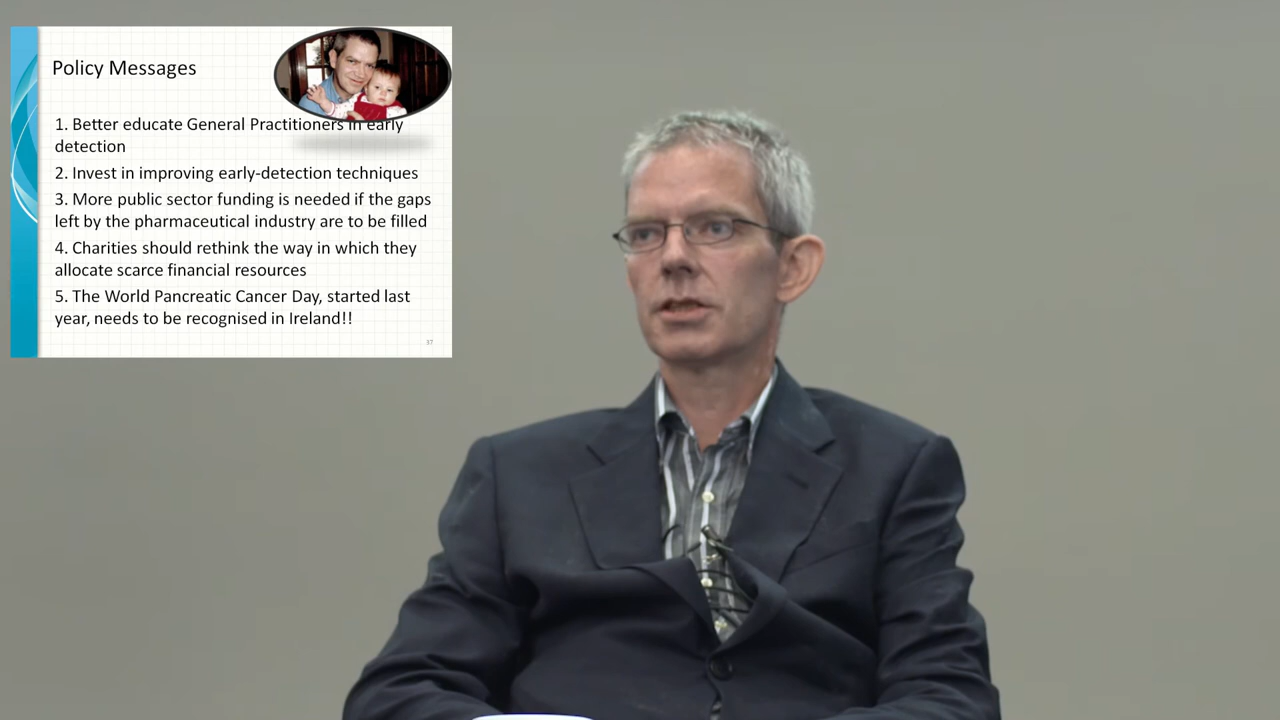 Policy Messages
1. Better educate General Practitioners in early
detection
2. Invest in improving early-detection techniques
3. More public sector funding is needed if the gaps
left by the pharmaceutical industry are to be filled
4. Charities should rethink the way in which they
allocate scarce financial resources
5. The World Pancreatic Cancer Day, started last
year, needs to be recognised in Ireland!!
37